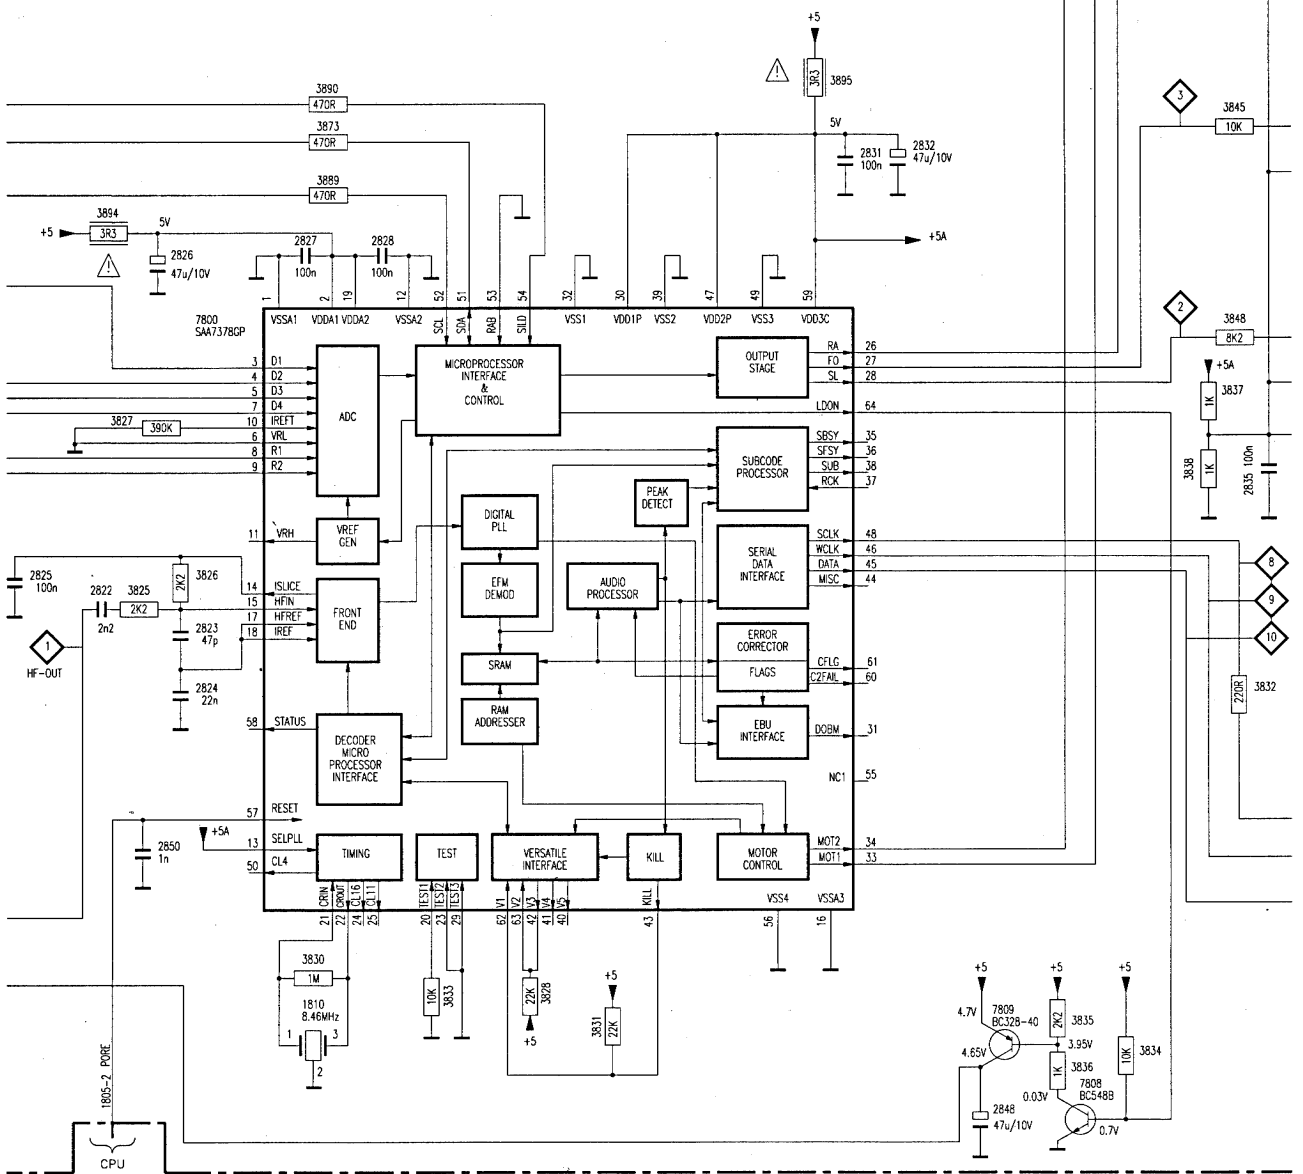 +5
3R3
3895
3
3845
10K
3890
470R
3873
470R
3889
470R
5V
2831
100n
2832
47u/10V
3894
+5
3R3
5V
2826
47u/10V
2827
100n
2828
100n
+5A
1
2
19
12
52
51
53
54
32
30
39
47
49
59
7800
SAA7378GP
VSSA1
VDDA1
VDDA2
VSSA2
SCL
SDA
RAB
SILD
VSS1
VDD1P
VSS2
VDD2P
VSS3
VDD3C
2
3848
8K2
+5A
3837
1K
3838
1K
2835 100n
3
D1
4
D2
5
D3
7
D4
10
IREFT
6
VRL
8
R1
9
R2
3827
390K
ADC
MICROPROCESSOR
INTERFACE
&
CONTROL
OUTPUT
STAGE
RA
26
FO
27
SL
28
LDON
64
SBSY
35
SFSY
36
SUB
38
RCK
37
SUBCODE
PROCESSOR
PEAK
DETECT
DIGITAL
PLL
11
VRH
VREF
GEN
SERIAL
DATA
INTERFACE
SCLK
48
WCLK
46
DATA
45
MISC
44
8
9
10
3832
220R
2825
100n
3826
2K2
2822
2n2
3825
2K2
2823
47p
2824
22n
1
HF-OUT
14
ISLICE
15
HFIN
17
HFREF
18
IREF
FRONT
END
EFM
DEMOD
AUDIO
PROCESSOR
ERROR
CORRECTOR
FLAGS
CFLG
61
C2FAIL
60
SRAM
RAM
ADDRESSER
58
STATUS
DECODER
MICRO
PROCESSOR
INTERFACE
EBU
INTERFACE
DOBM
31
NC1
55
57
RESET
+5A
13
SELPLL
50
CL4
2850
1n
TIMING
TEST
VERSATILE
INTERFACE
KILL
MOTOR
CONTROL
MOT2
34
MOT1
33
CRIN
CROUT
CL16
CL11
TEST1
TEST2
TEST3
V1
V2
V3
V4
V5
KILL
VSS4
VSSA3
21
22
24
25
20
23
29
62
63
42
41
40
43
56
16
3830
1M
1810
8.46MHz
1
3
2
10K
3833
22K
3828
+5
+5
3831
22K
+5
+5
+5
4.7V
7809
BC328-40
4.65V
2K2
3835
3.95V
1K
3836
10K
3834
7808
BC548B
0.03V
0.7V
2848
47u/10V
1805-2 PORE
CPU